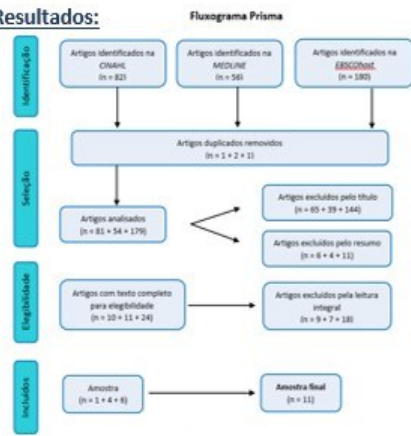 Resultados:
Fluxograma Prisma
Identificação
Artigos identificados na
CINAHL
(n = 82)
Artigos identificados na
MEDLINE
(n = 56)
Artigos identificados na
EBSCOhost
(n = 180)
Seleção
Artigos duplicados removidos
(n = 1 + 2 + 1)
Artigos analisados
(n = 81 + 54 + 179)
Artigos excluídos pelo título
(n = 65 + 39 + 144)
Artigos excluídos pelo resumo
(n = 6 + 4 + 11)
Elegibilidade
Artigos com texto completo
para elegibilidade
(n = 10 + 11 + 24)
Artigos excluídos pela leitura
integral
(n = 9 + 7 + 18)
Incluídos
Amostra
(n = 1 + 4 + 6)
Amostra final
(n = 11)